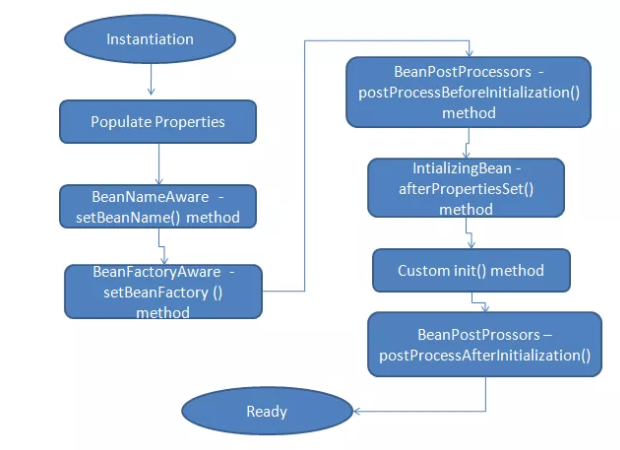 Instantiation
Populate Properties
BeanNameAware -
setBeanName() method
BeanFactoryAware -
setBeanFactory ()
method
BeanPostProcessors -
postProcessBeforeInitialization()
method
IntializingBean -
afterPropertiesSet()
method
Custom init() method
BeanPostProssors –
postProcessAfterInitialization()
Ready